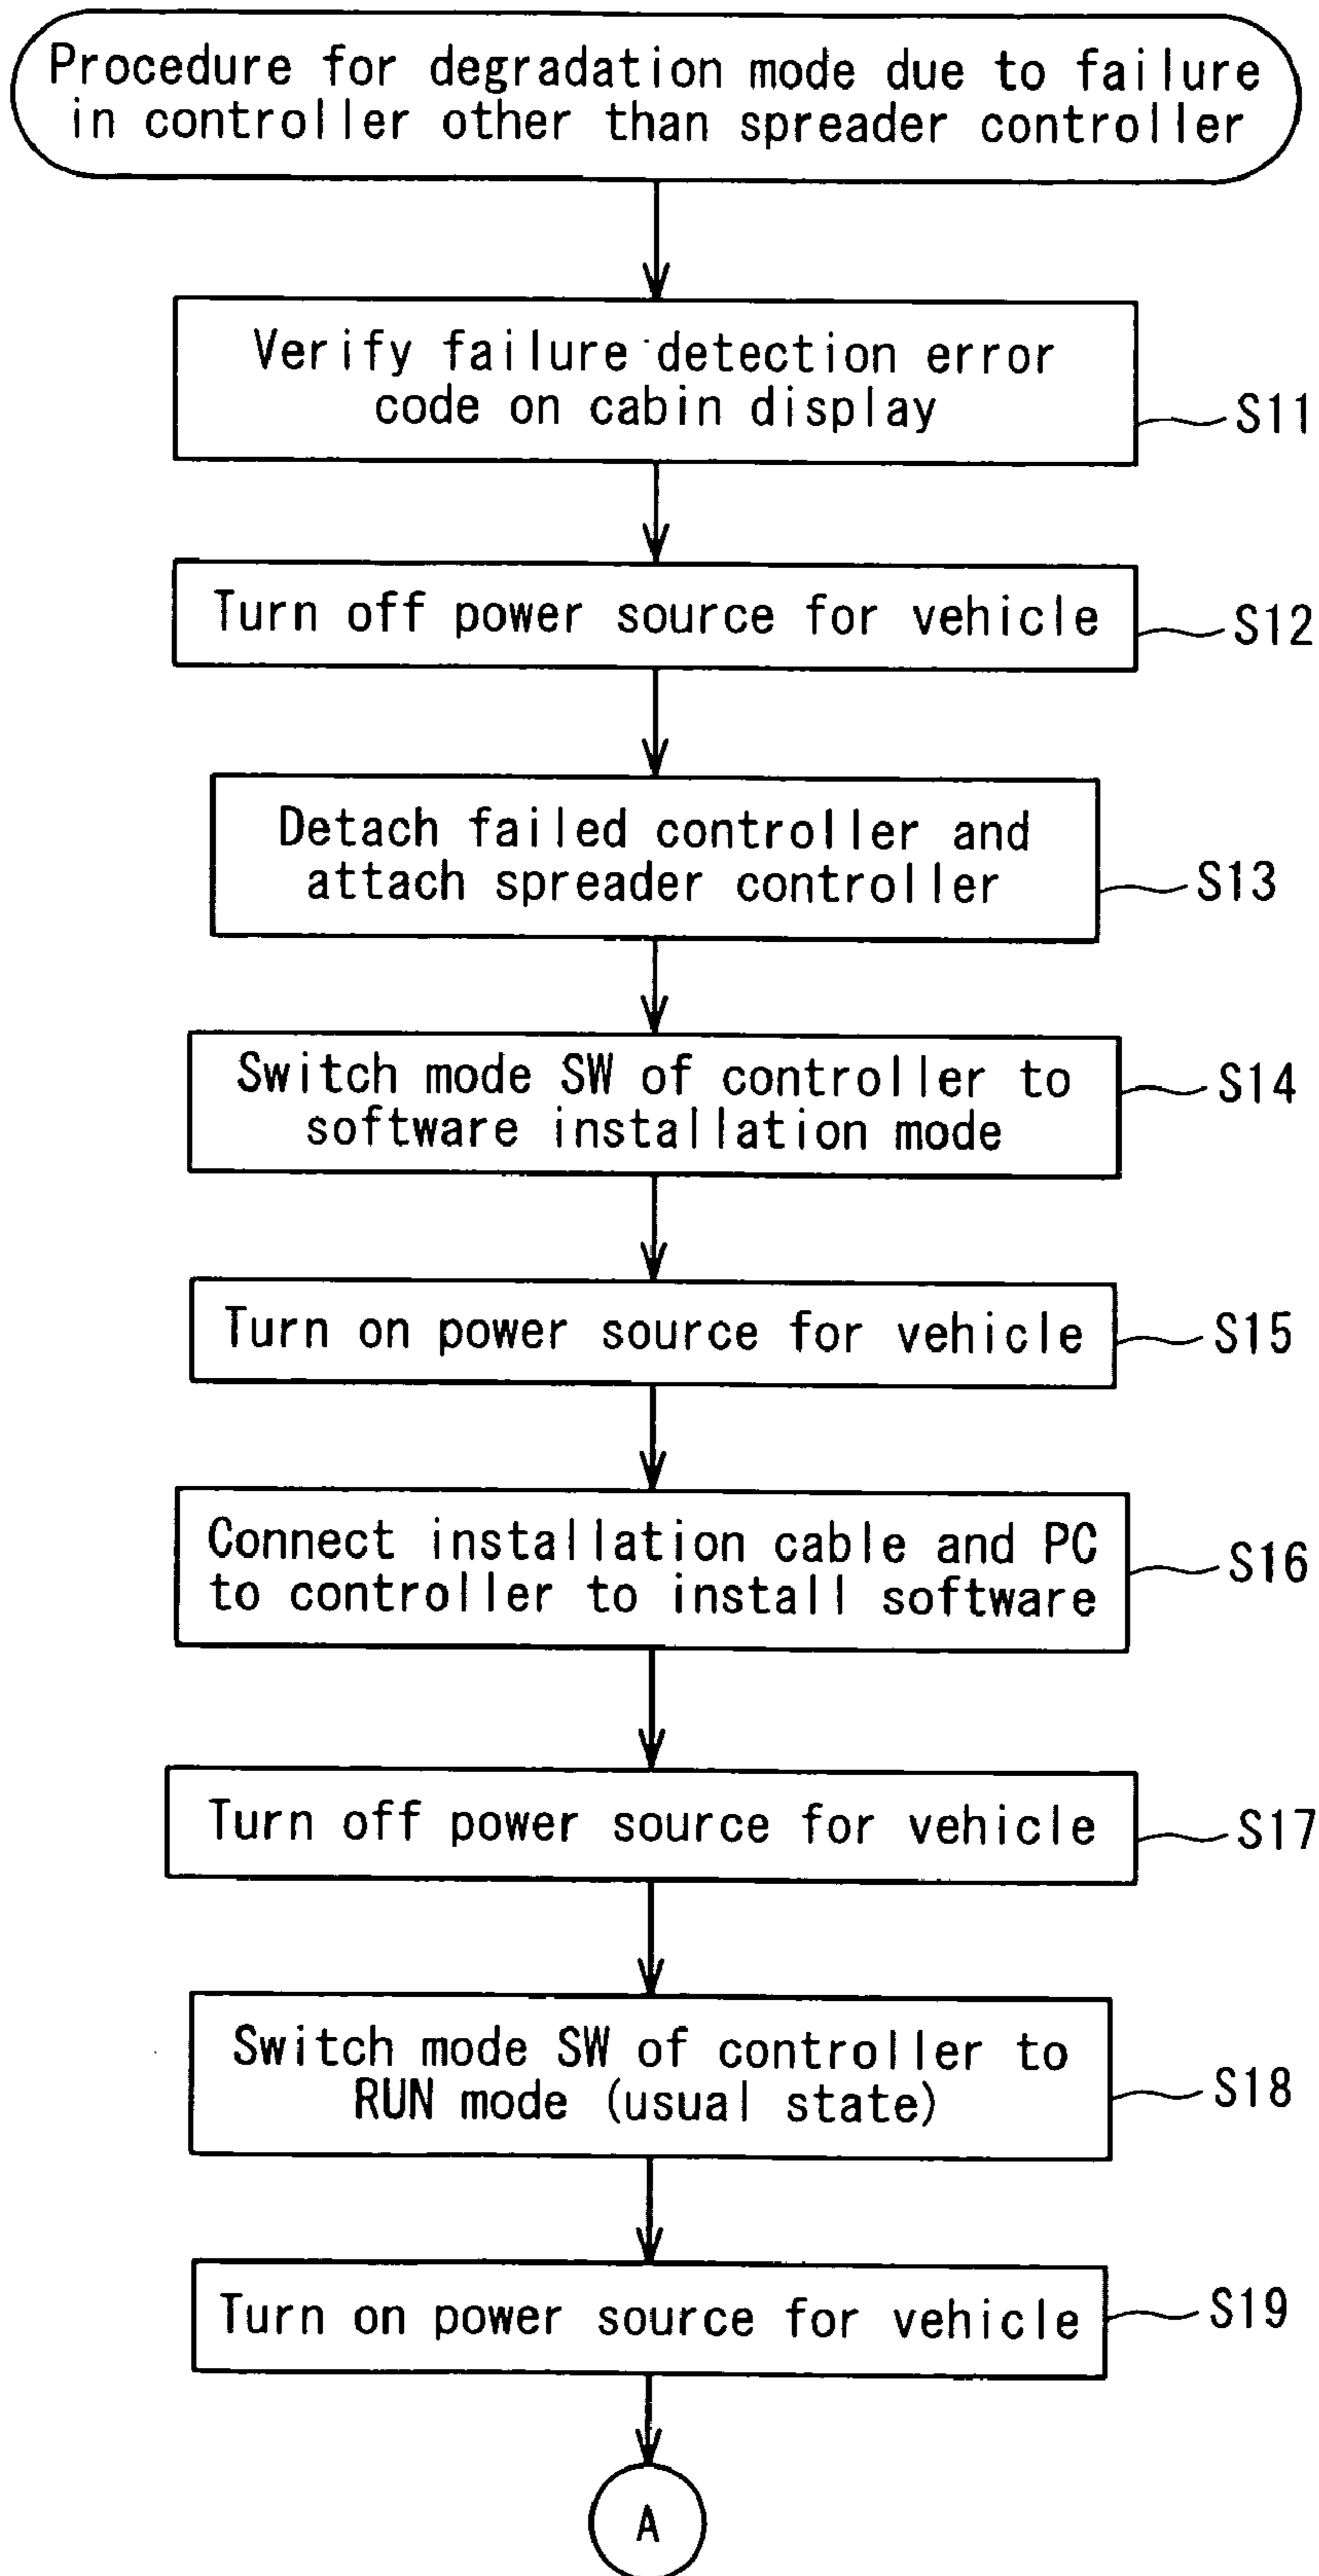 Procedure for degradation mode due to failure
in controller other than spreader controller
Verify failure detection error
code on cabin display
S11
Turn off power source for vehicle
S12
Detach failed controller and
attach spreader controller
S13
Switch mode SW of controller to
software installation mode
S14
Turn on power source for vehicle
S15
Connect installation cable and PC
to controller to install software
S16
Turn off power source for vehicle
S17
Switch mode SW of controller to
RUN mode (usual state)
S18
Turn on power source for vehicle
S19
A